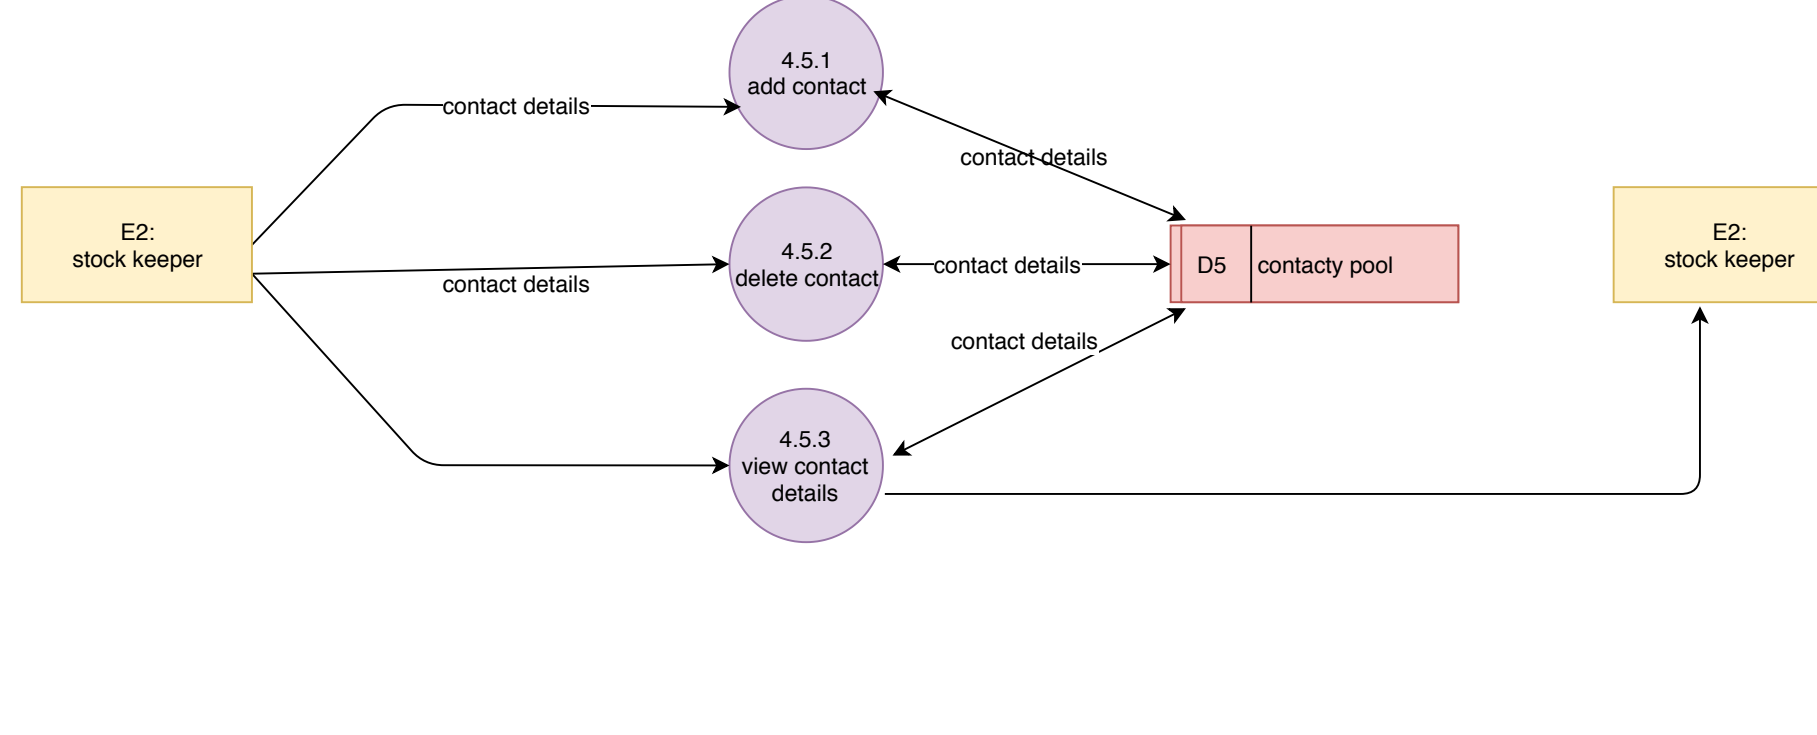 4.5.1
add contact
contact details
contact details
E2:
stock keeper
4.5.2
delete contact
contact details
contact details
D5
contacty pool
E2:
stock keeper
contact details
4.5.3
view contact
details